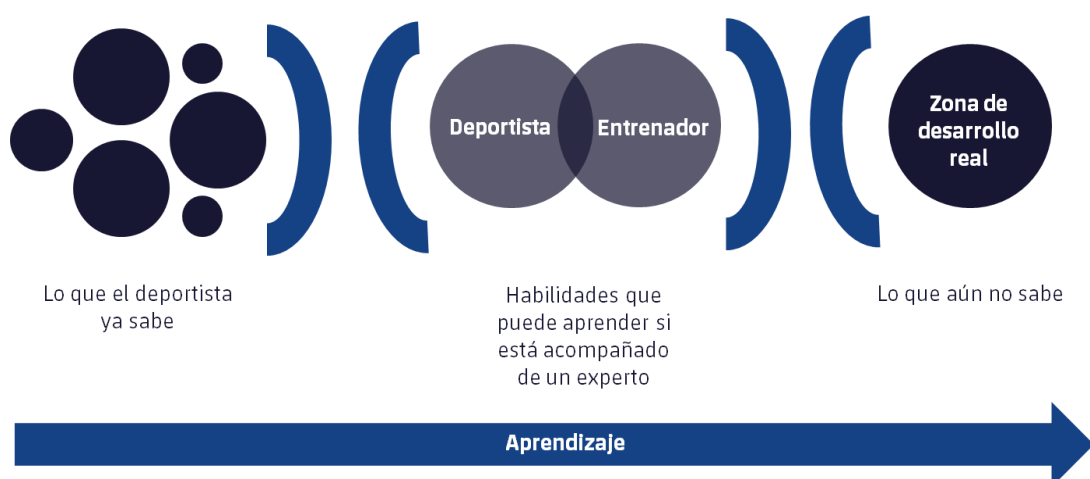 Deportista
Entrenador
Zona de
desarrollo
real
Lo que el deportista
ya sabe
Habilidades que
puede aprender si
está acompañado
de un experto
Lo que aún no sabe
Aprendizaje